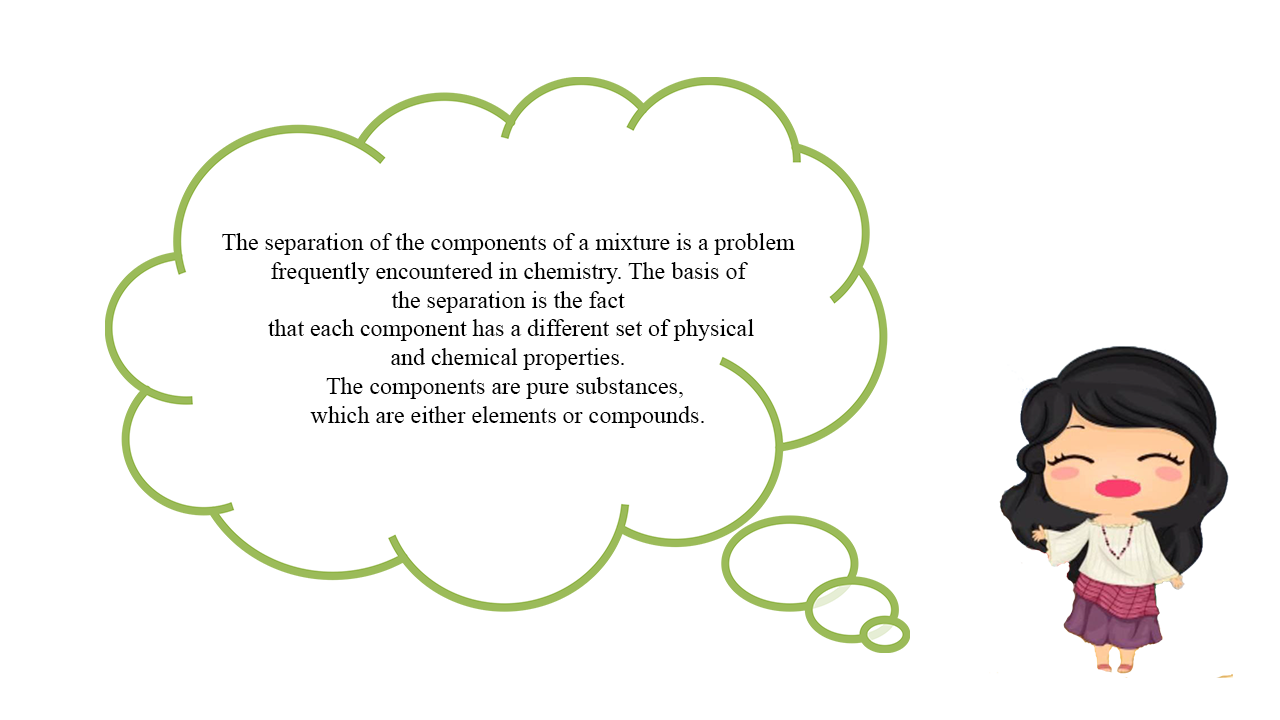 The separation of the components of a mixture is a problem
frequently encountered in chemistry. The basis of
the separation is the fact
that each component has a different set of physical
and chemical properties.
The components are pure substances,
which are either elements or compounds.